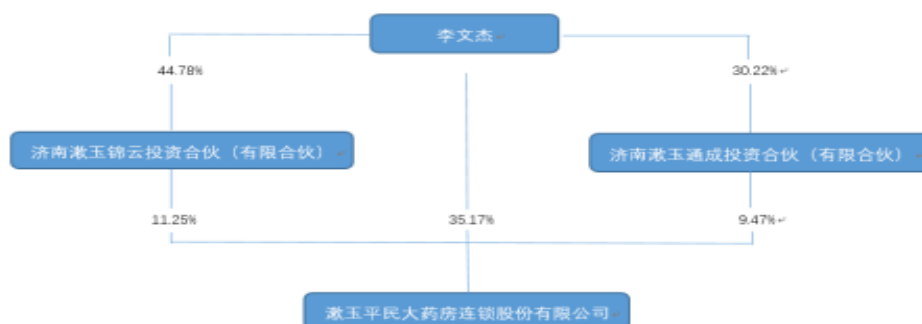 李文杰
44.78%
30.22%
济南漱玉锦云投资合伙（有限合伙）
济南漱玉通成投资合伙（有限合伙）
11.25%
35.17%
9.47%
漱玉平民大药房连锁股份有限公司